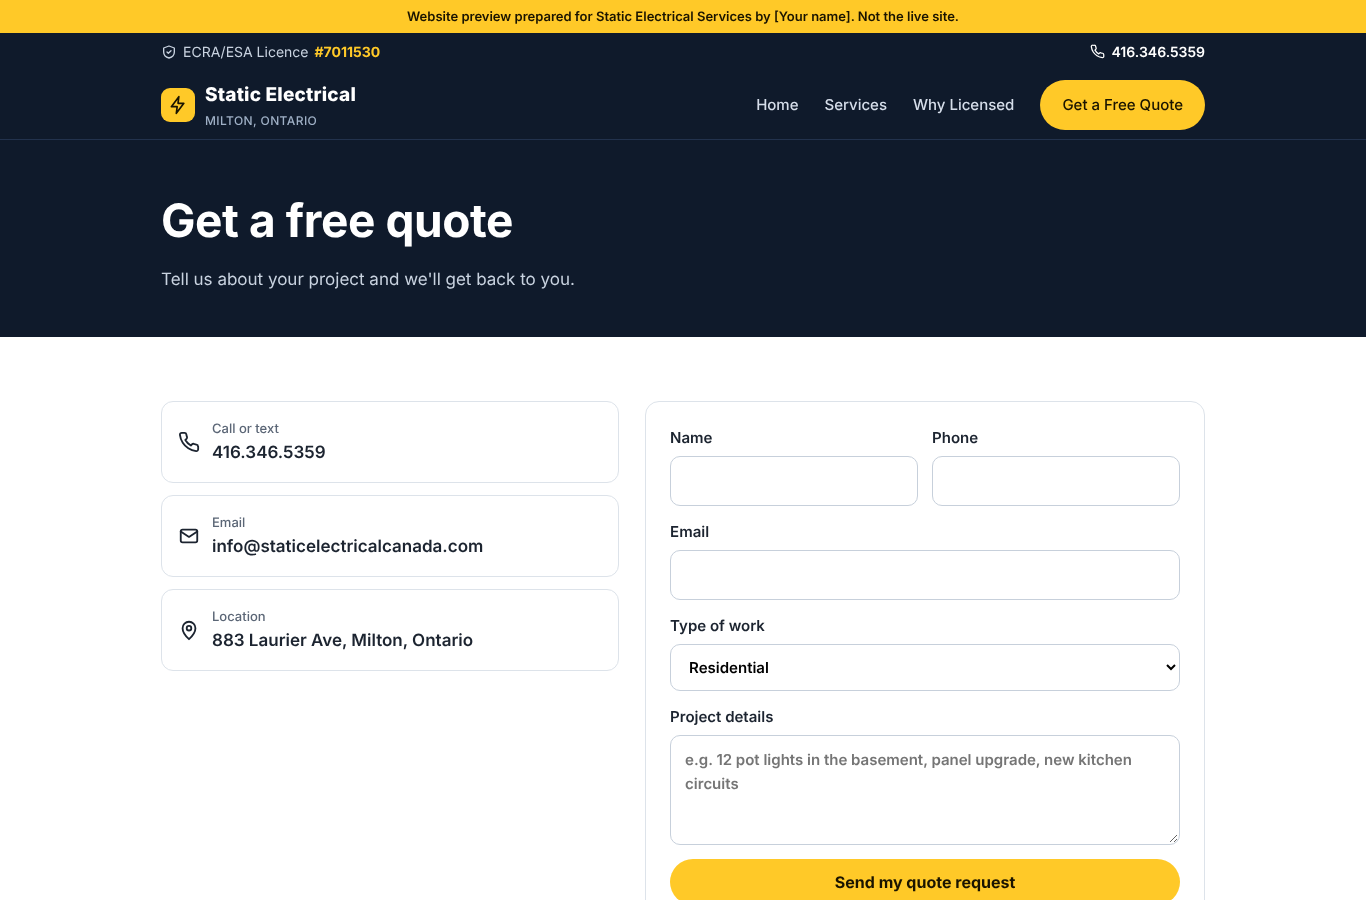 Website preview prepared for Static Electrical Services by [Your name]. Not the live site.
ECRA/ESA Licence #7011530
416.346.5359
Static Electrical
MILTON, ONTARIO
Home
Services
Why Licensed
Get a Free Quote
Get a free quote
Tell us about your project and we'll get back to you.
Call or text
416.346.5359
Email
info@staticelectricalcanada.com
Location
883 Laurier Ave, Milton, Ontario
Name
Phone
Email
Type of work
Residential
Project details
e.g. 12 pot lights in the basement, panel upgrade, new kitchen
circuits
Send my quote request